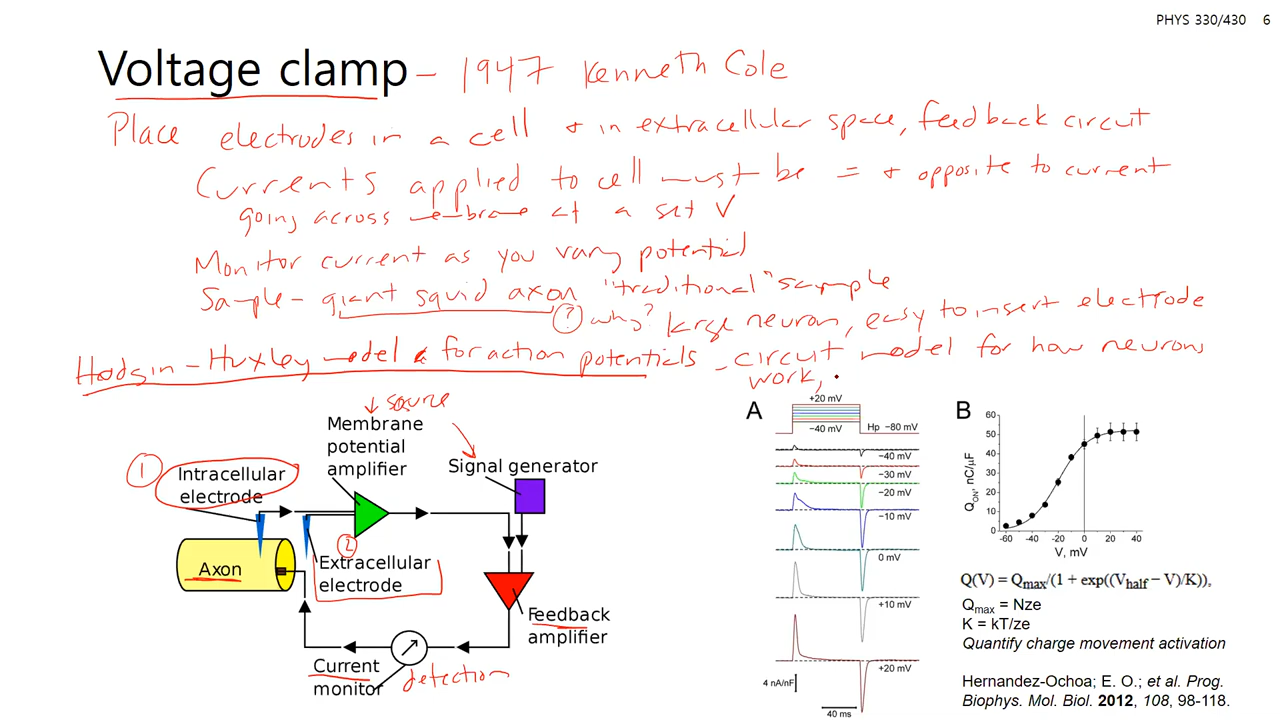 PHYS 330/430 6
Voltage clamp - 1947 Kenneth Cole
Place electrodes in a cell + in extracellular space, feedback circuit
Currents applied to cell must be = + opposite to current
going across membrane at a set V
Monitor current as you vary potential
Sample - giant squid axon "traditional" sample
? why? large neuron, easy to insert electrode
Hodgin-Huxley model for action potentials - circuit model for how neurons
work,
↓ source
Membrane
potential
amplifier
Signal generator
1
Intracellular
electrode
2
Axon
Extracellular
electrode
Feedback
amplifier
Current
monitor
detection
A
+20 mV
−40 mV
Hp −80 mV
−40 mV
−30 mV
−20 mV
−10 mV
0 mV
+10 mV
+20 mV
4 nA/nF
40 ms
B
Q_ON, nC/μF
60
50
40
30
20
10
0
-60 -40 -20 0 20 40
V, mV
Q(V) = Qmax/(1 + exp((Vhalf − V)/K)),
Qmax = Nze
K = kT/ze
Quantify charge movement activation
Hernandez-Ochoa; E. O.; et al. Prog.
Biophys. Mol. Biol. 2012, 108, 98-118.